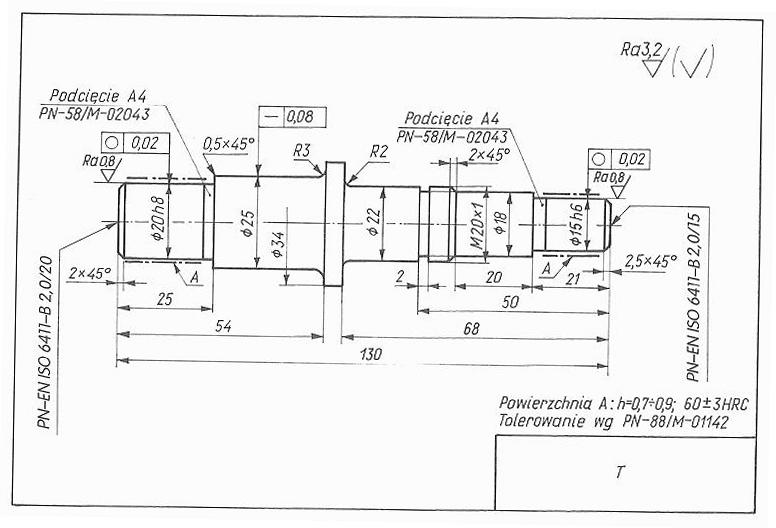 Ra3,2
Podcięcie A4
PN-58/M-02043
— 0,08
Podcięcie A4
PN-58/M-02043
○ 0,02
0,5×45°
R3
R2
2×45°
○ 0,02
Ra0,8
Ra0,8
ϕ20h8
ϕ25
ϕ34
ϕ22
M20×1
ϕ18
ϕ15h6
A
A
2×45°
2,5×45°
25
2
20
21
50
54
68
130
PN-EN ISO 6411-B 2,0/20
PN-EN ISO 6411-B 2,0/15
Powierzchnia A: h=0,7÷0,9; 60±3HRC
Tolerowanie wg PN-88/M-01142
T